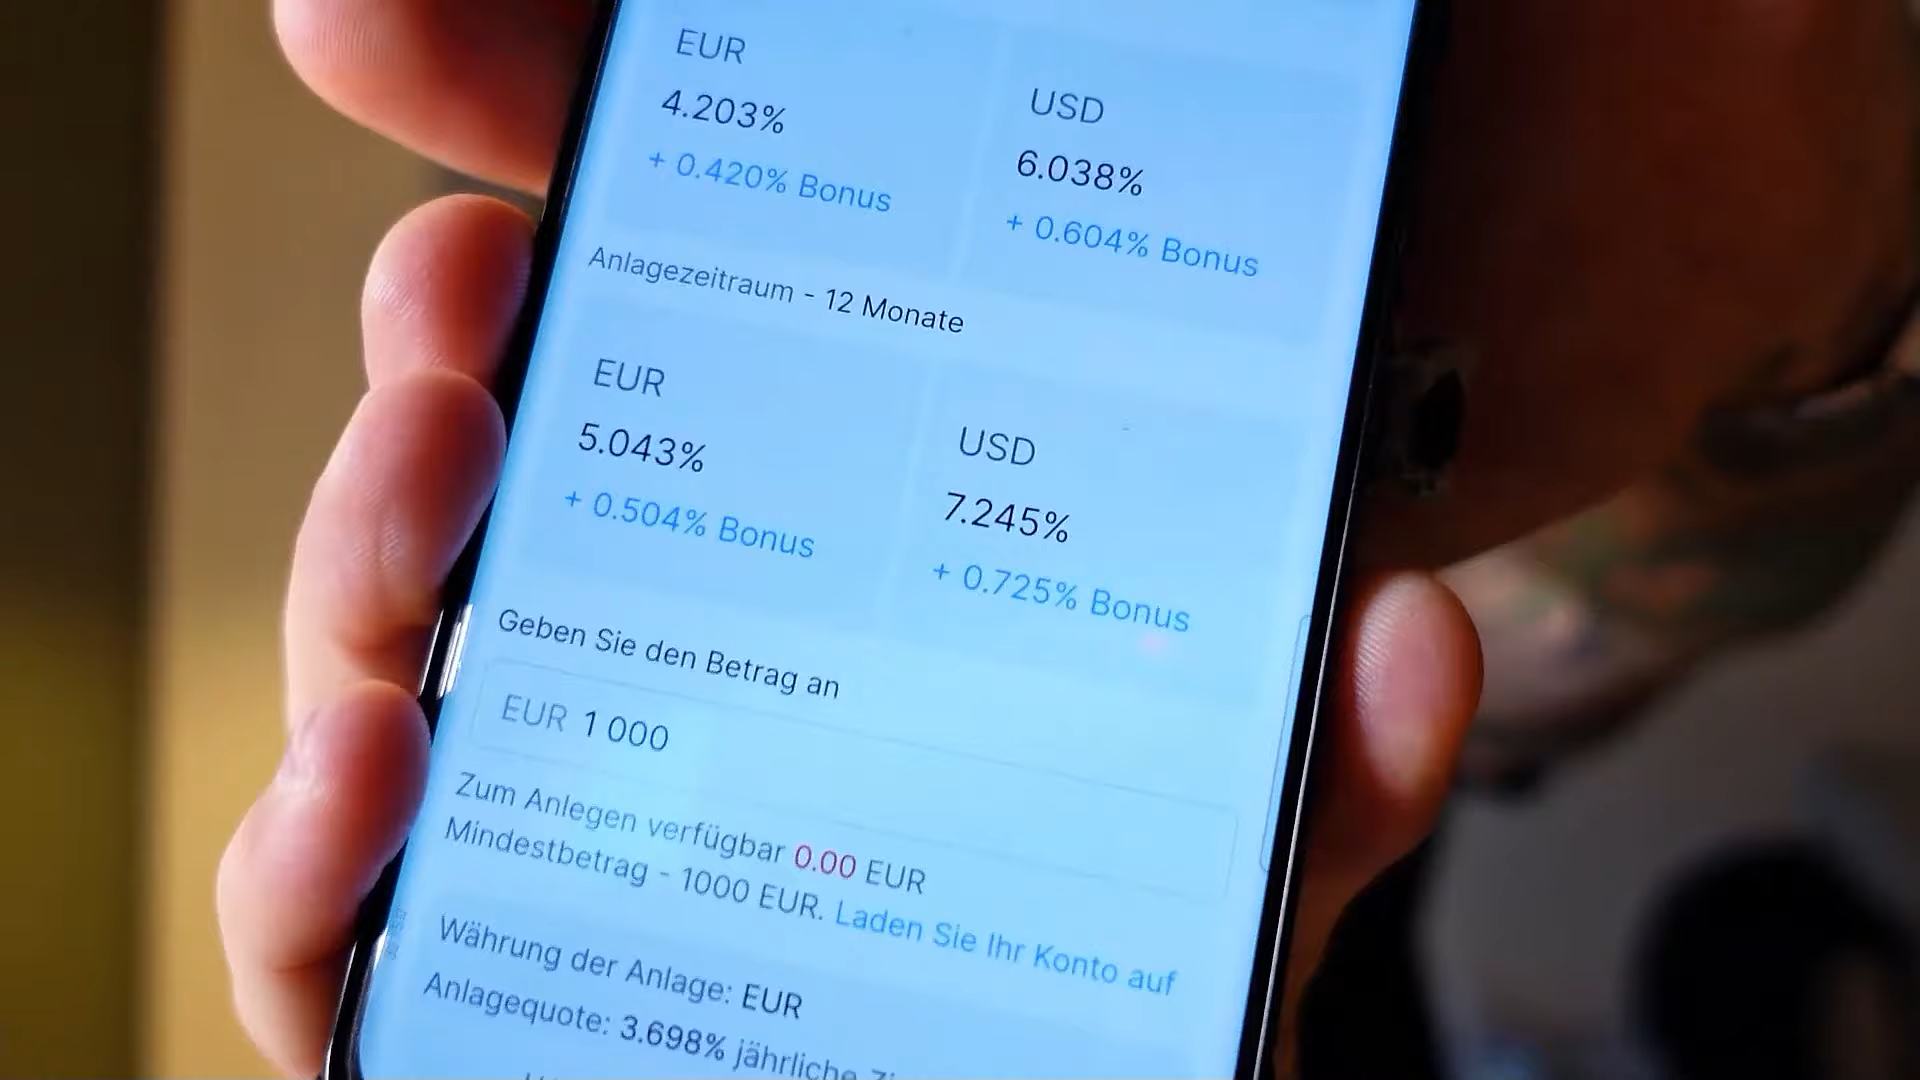 EUR
4.203%
+ 0.420% Bonus
USD
6.038%
+ 0.604% Bonus
Anlagezeitraum - 12 Monate
EUR
5.043%
+ 0.504% Bonus
USD
7.245%
+ 0.725% Bonus
Geben Sie den Betrag an
EUR 1 000
Zum Anlegen verfügbar 0.00 EUR
Mindestbetrag - 1000 EUR. Laden Sie Ihr Konto auf
Währung der Anlage: EUR
Anlagequote: 3.698% jährliche